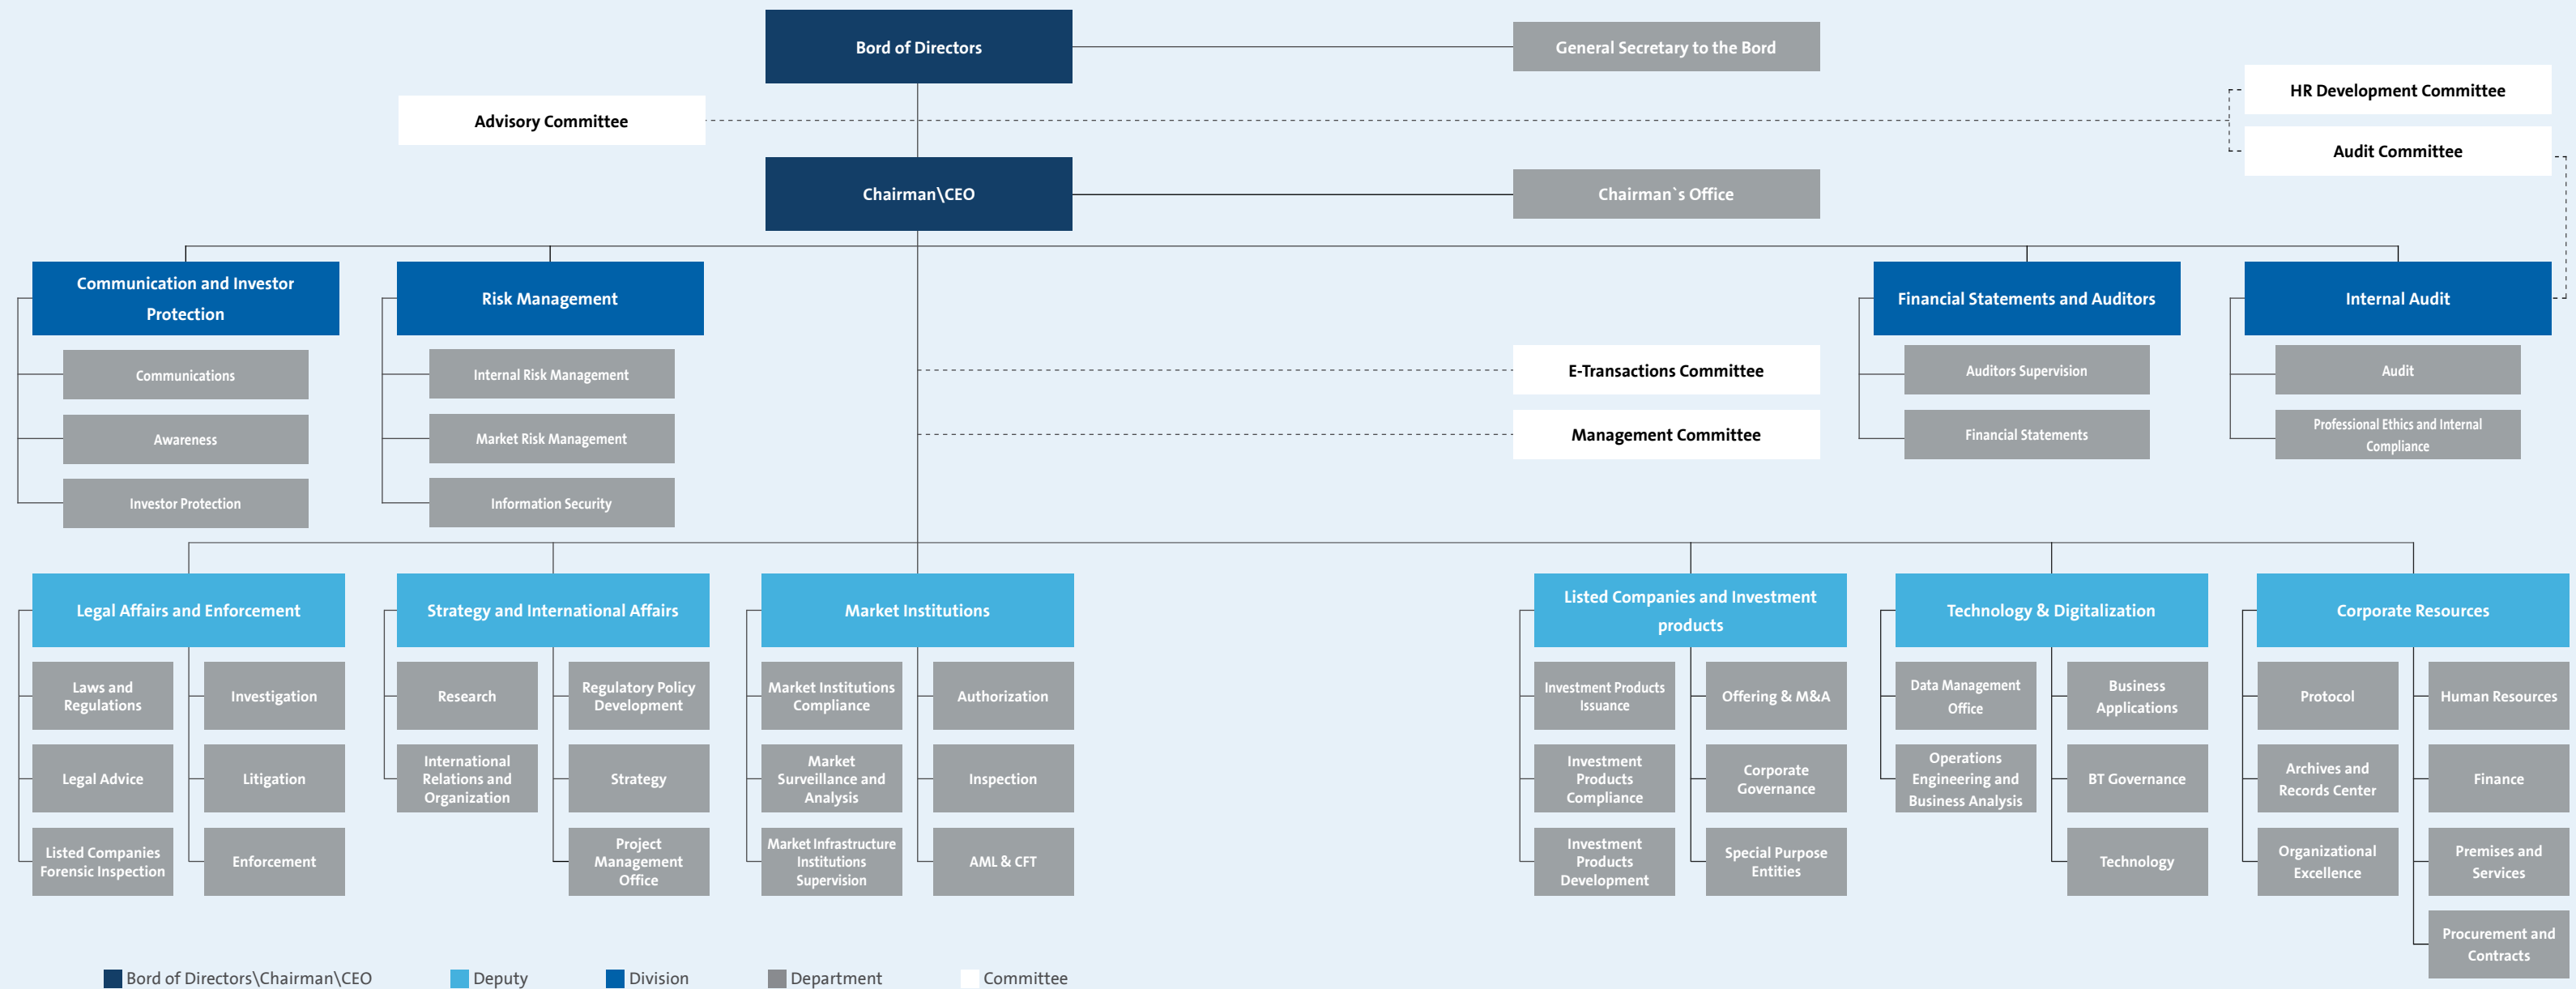 Bord of Directors
General Secretary to the Bord
HR Development Committee
Advisory Committee
Audit Committee
Chairman\CEO
Chairman`s Office
Communication and Investor
Protection
Communications
Awareness
Investor Protection
Risk Management
Internal Risk Management
Market Risk Management
Information Security
E-Transactions Committee
Management Committee
Financial Statements and Auditors
Auditors Supervision
Financial Statements
Internal Audit
Audit
Professional Ethics and Internal
Compliance
Legal Affairs and Enforcement
Laws and
Regulations
Legal Advice
Listed Companies
Forensic Inspection
Investigation
Litigation
Enforcement
Strategy and International Affairs
Research
International
Relations and
Organization
Regulatory Policy
Development
Strategy
Project
Management
Office
Market Institutions
Market Institutions
Compliance
Market
Surveillance and
Analysis
Market Infrastructure
Institutions
Supervision
Authorization
Inspection
AML & CFT
Listed Companies and Investment
products
Investment Products
Issuance
Investment
Products
Compliance
Investment
Products
Development
Offering & M&A
Corporate
Governance
Special Purpose
Entities
Technology & Digitalization
Data Management
Office
Operations
Engineering and
Business Analysis
Business
Applications
BT Governance
Technology
Corporate Resources
Protocol
Archives and
Records Center
Organizational
Excellence
Human Resources
Finance
Premises and
Services
Procurement and
Contracts
Bord of Directors\Chairman\CEO
Deputy
Division
Department
Committee